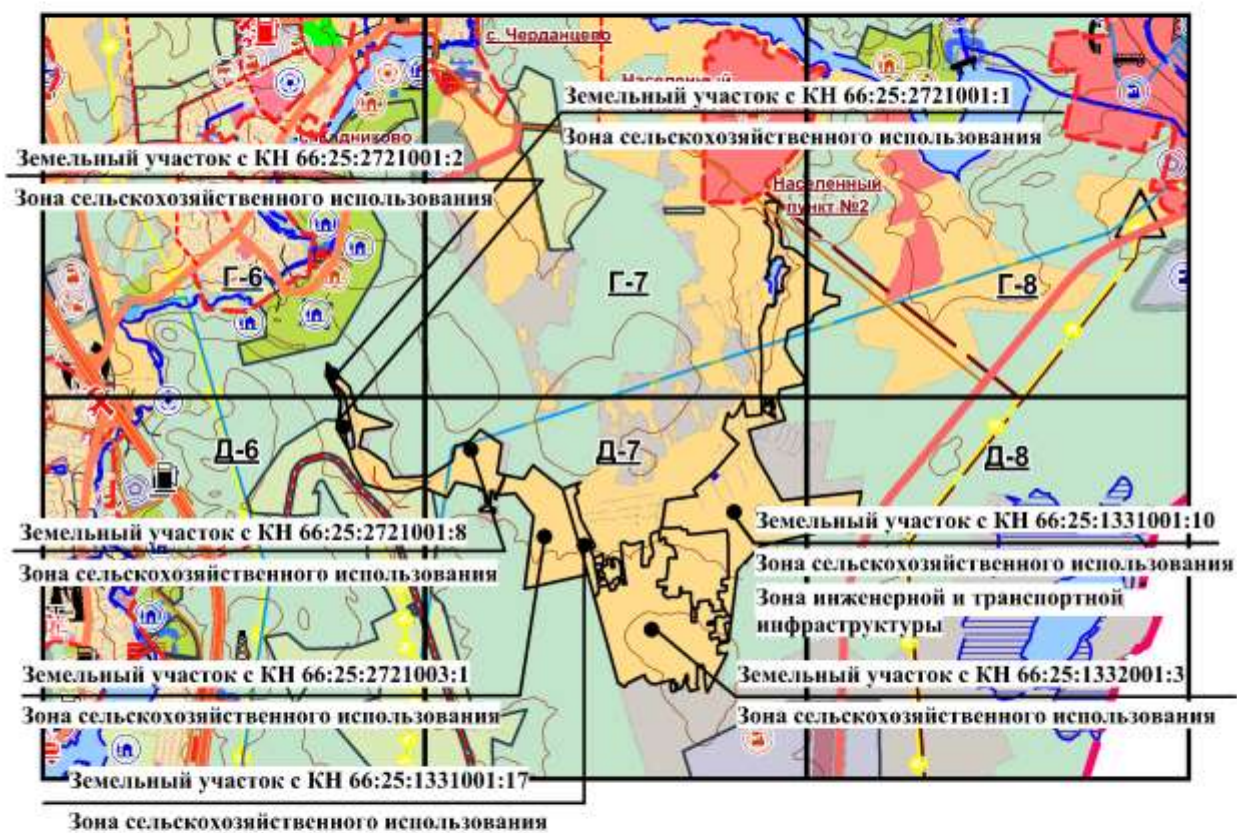 с. Черданцево
Населенный
Земельный участок с КН 66:25:2721001:1
Зона сельскохозяйственного использования
с. Кадниково
Земельный участок с КН 66:25:2721001:2
Зона сельскохозяйственного использования
Населенный
пункт №2
Г-6
Г-7
Г-8
Д-6
Д-7
Д-8
Земельный участок с КН 66:25:2721001:8
Зона сельскохозяйственного использования
Земельный участок с КН 66:25:1331001:10
Зона сельскохозяйственного использования
Зона инженерной и транспортной
инфраструктуры
Земельный участок с КН 66:25:2721003:1
Зона сельскохозяйственного использования
Земельный участок с КН 66:25:1332001:3
Зона сельскохозяйственного использования
Земельный участок с КН 66:25:1331001:17
Зона сельскохозяйственного использования